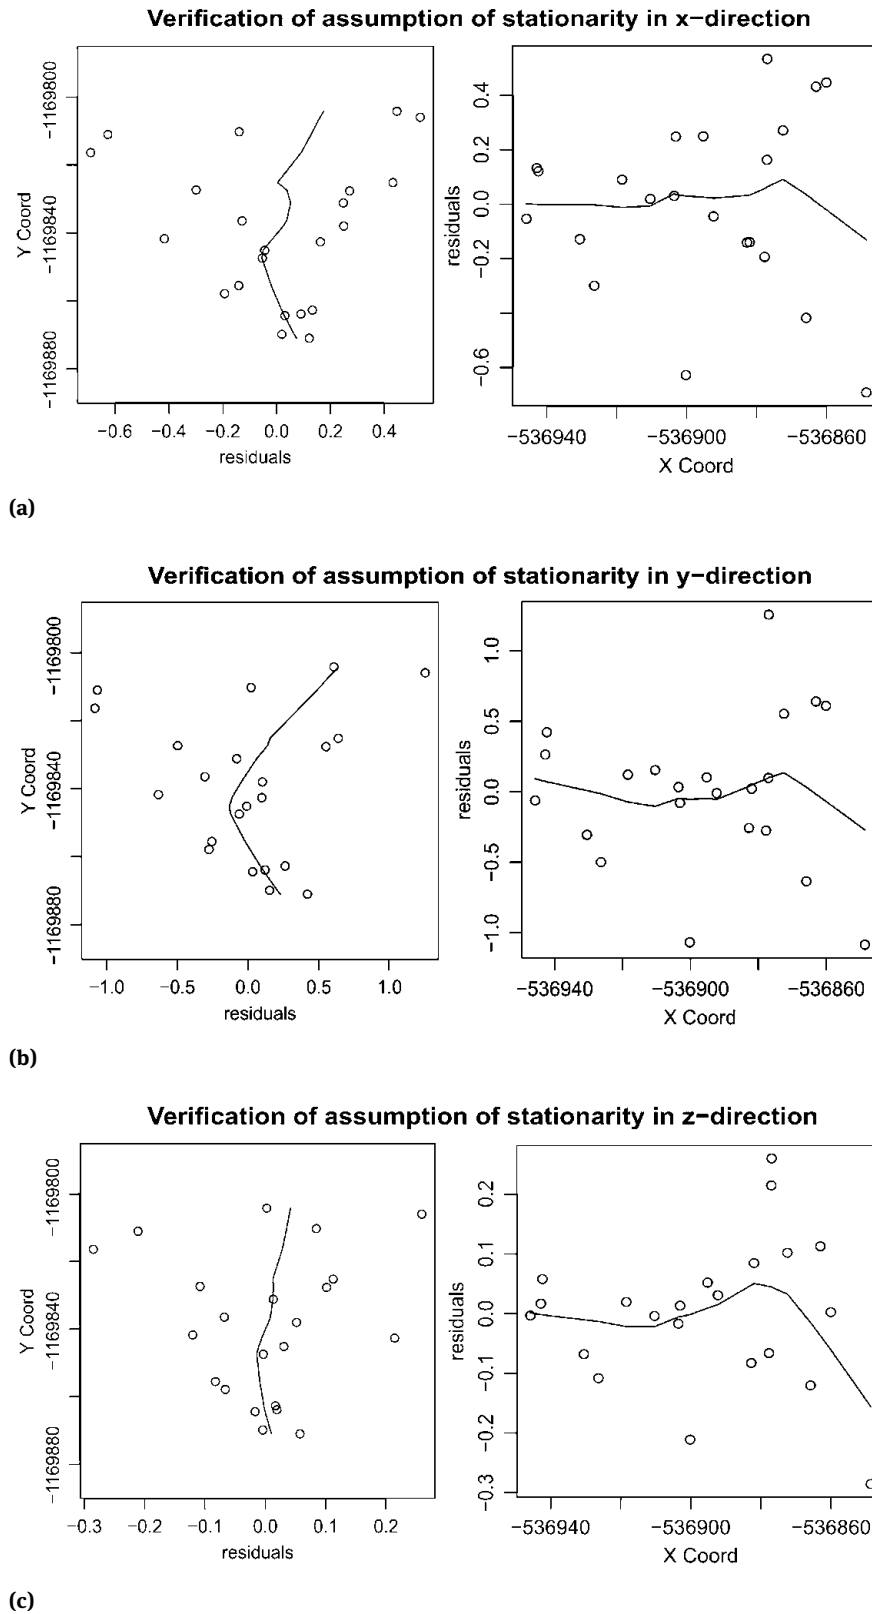 Verification of assumption of stationarity in x−direction
Y Coord
−1169800
−1169840
−1169880
−0.6
−0.4
−0.2
0.0
0.2
0.4
residuals
residuals
0.4
0.2
0.0
−0.2
−0.6
−536940
−536900
−536860
X Coord
(a)
Verification of assumption of stationarity in y−direction
Y Coord
−1169800
−1169840
−1169880
−1.0
−0.5
0.0
0.5
1.0
residuals
residuals
1.0
0.5
0.0
−0.5
−1.0
−536940
−536900
−536860
X Coord
(b)
Verification of assumption of stationarity in z−direction
Y Coord
−1169800
−1169840
−1169880
−0.3
−0.2
−0.1
0.0
0.1
0.2
residuals
residuals
0.2
0.1
0.0
−0.1
−0.2
−0.3
−536940
−536900
−536860
X Coord
(c)